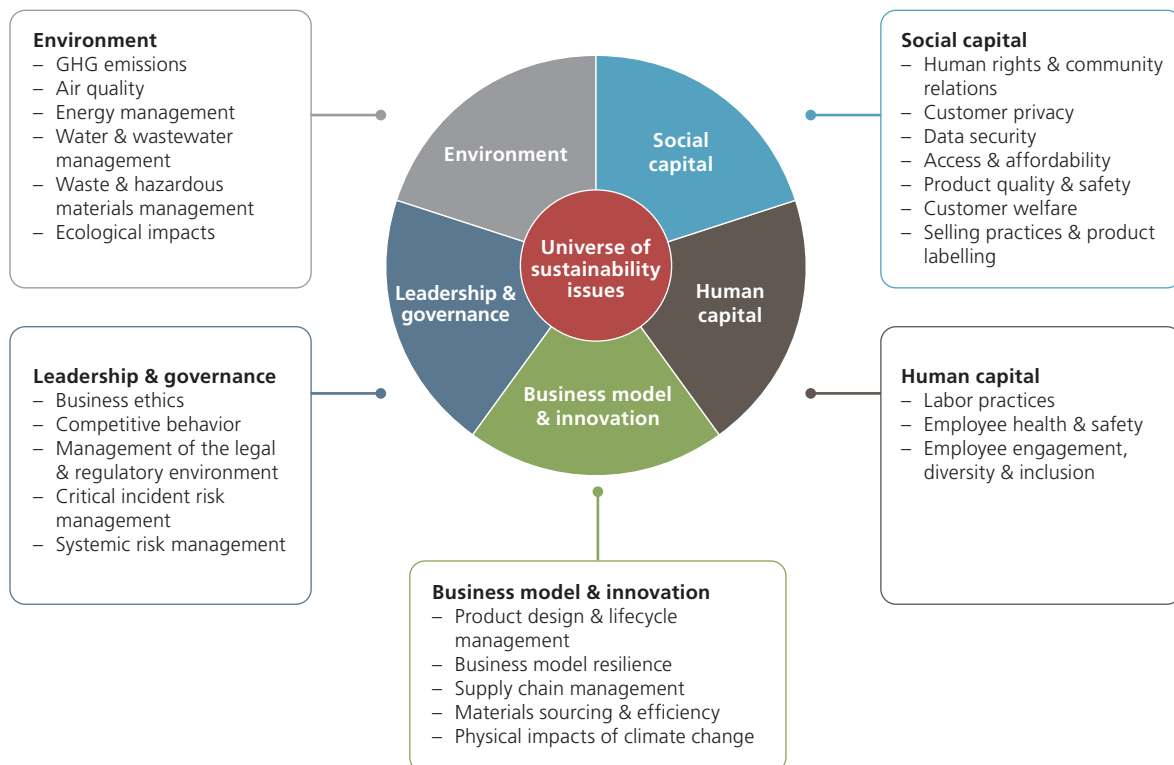 Environment
– GHG emissions
– Air quality
– Energy management
– Water & wastewater
management
– Waste & hazardous
materials management
– Ecological impacts
Social capital
– Human rights & community
relations
– Customer privacy
– Data security
– Access & affordability
– Product quality & safety
– Customer welfare
– Selling practices & product
labelling
Environment
Social
capital
Universe of
sustainability
issues
Leadership &
governance
Human
capital
Business model
& innovation
Leadership & governance
– Business ethics
– Competitive behavior
– Management of the legal
& regulatory environment
– Critical incident risk
management
– Systemic risk management
Human capital
– Labor practices
– Employee health & safety
– Employee engagement,
diversity & inclusion
Business model & innovation
– Product design & lifecycle
management
– Business model resilience
– Supply chain management
– Materials sourcing & efficiency
– Physical impacts of climate change